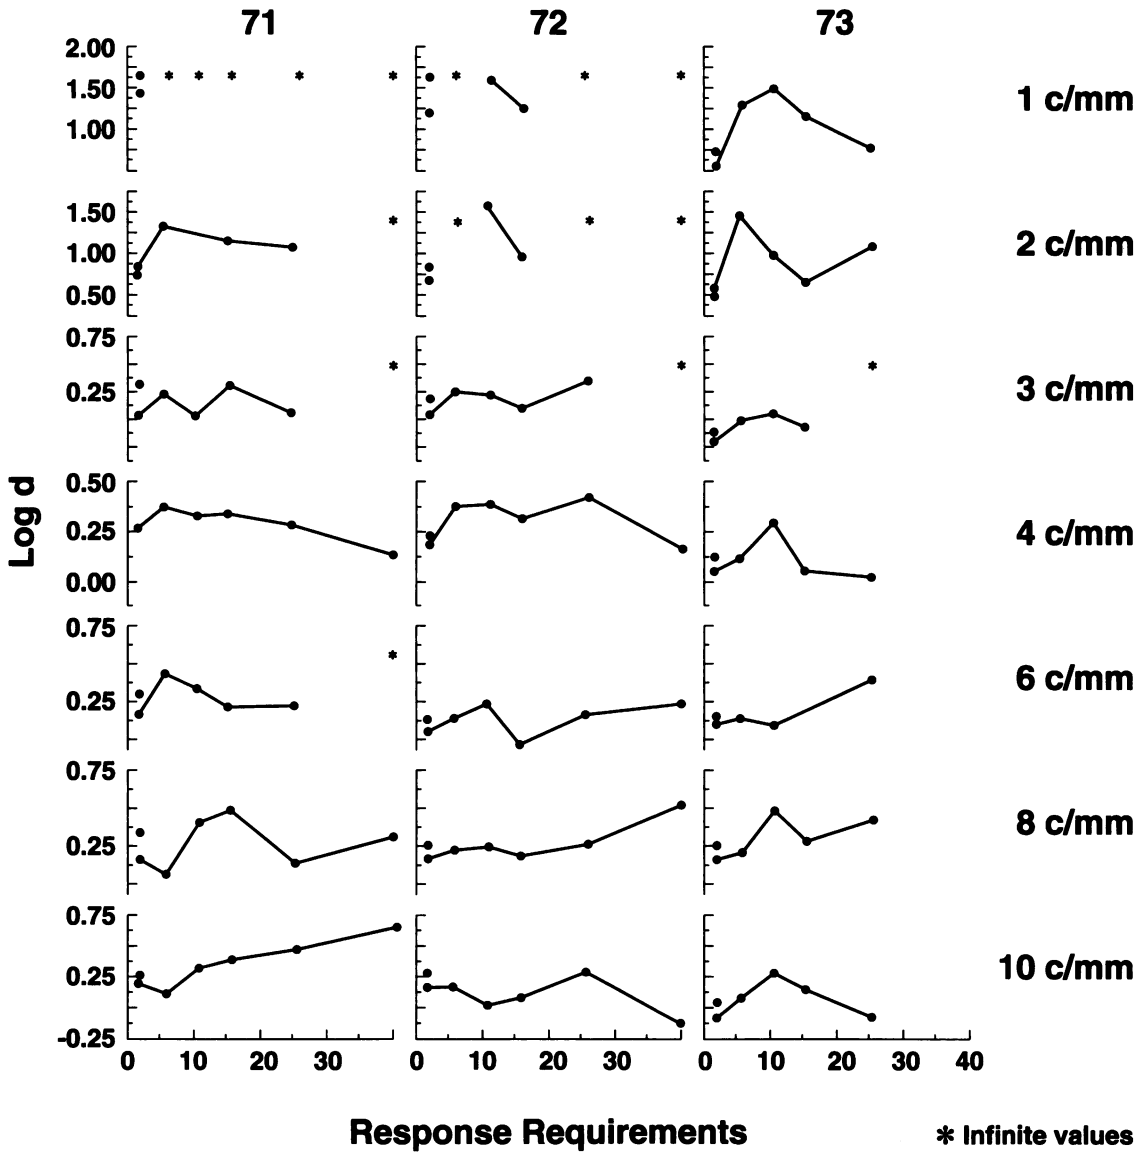 71 72 73
2.00
1.50
1.00
1 c/mm
1.50
1.00
0.50
2 c/mm
0.75
0.25
3 c/mm
0.50
0.25
0.00
4 c/mm
0.75
0.25
6 c/mm
0.75
0.25
8 c/mm
0.75
0.25
-0.25
10 c/mm
Log d
0 10 20 30 0 10 20 30 0 10 20 30 40
Response Requirements
* Infinite values